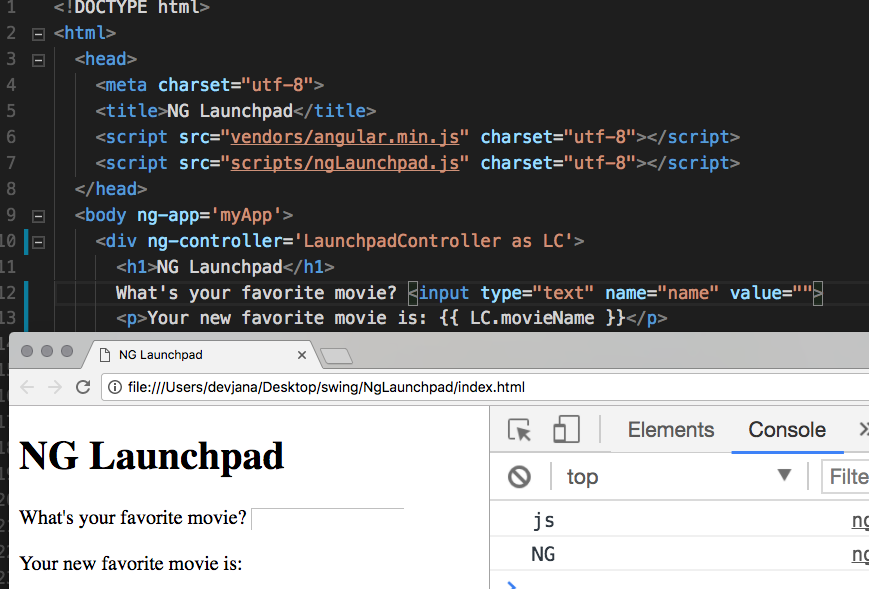 1 <!DOCTYPE html>
2 <html>
3 <head>
4 <meta charset="utf-8">
5 <title>NG Launchpad</title>
6 <script src="vendors/angular.min.js" charset="utf-8"></script>
7 <script src="scripts/ngLaunchpad.js" charset="utf-8"></script>
8 </head>
9 <body ng-app='myApp'>
10 <div ng-controller='LaunchpadController as LC'>
11 <h1>NG Launchpad</h1>
12 What's your favorite movie? <input type="text" name="name" value="">
13 <p>Your new favorite movie is: {{ LC.movieName }}</p>
NG Launchpad
file:///Users/devjana/Desktop/swing/NgLaunchpad/index.html
Elements Console
NG Launchpad
top Filte
What's your favorite movie?
js ng
Your new favorite movie is:
NG ng